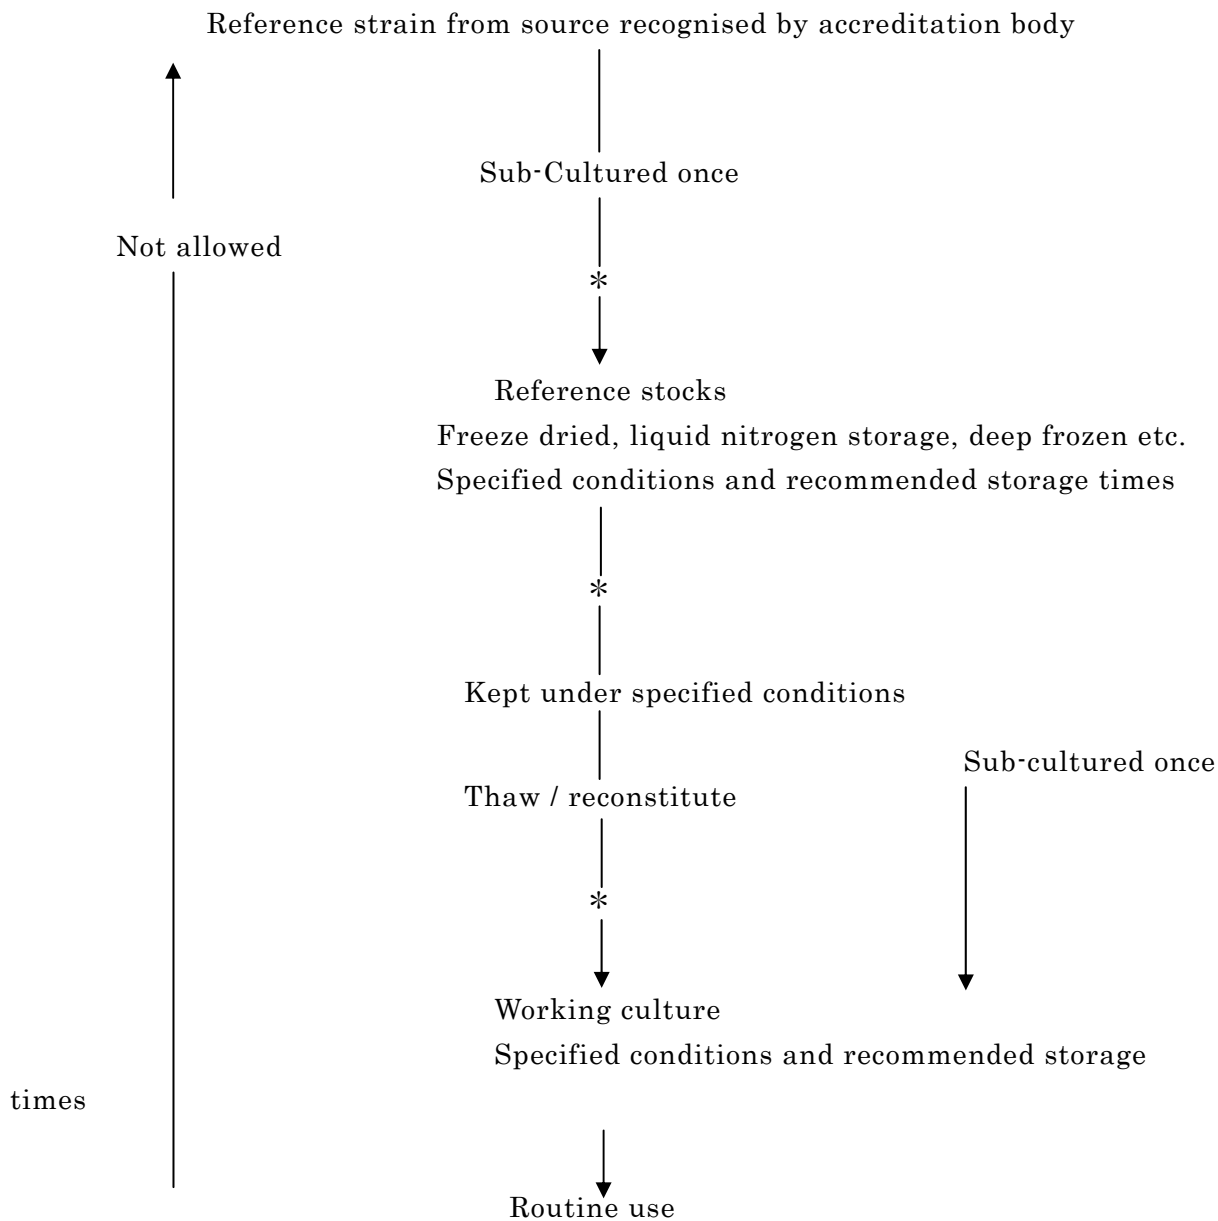 Reference strain from source recognised by accreditation body
Sub-Cultured once
Not allowed
*
Reference stocks
Freeze dried, liquid nitrogen storage, deep frozen etc.
Specified conditions and recommended storage times
*
Kept under specified conditions
Sub-cultured once
Thaw / reconstitute
*
Working culture
Specified conditions and recommended storage
times
Routine use